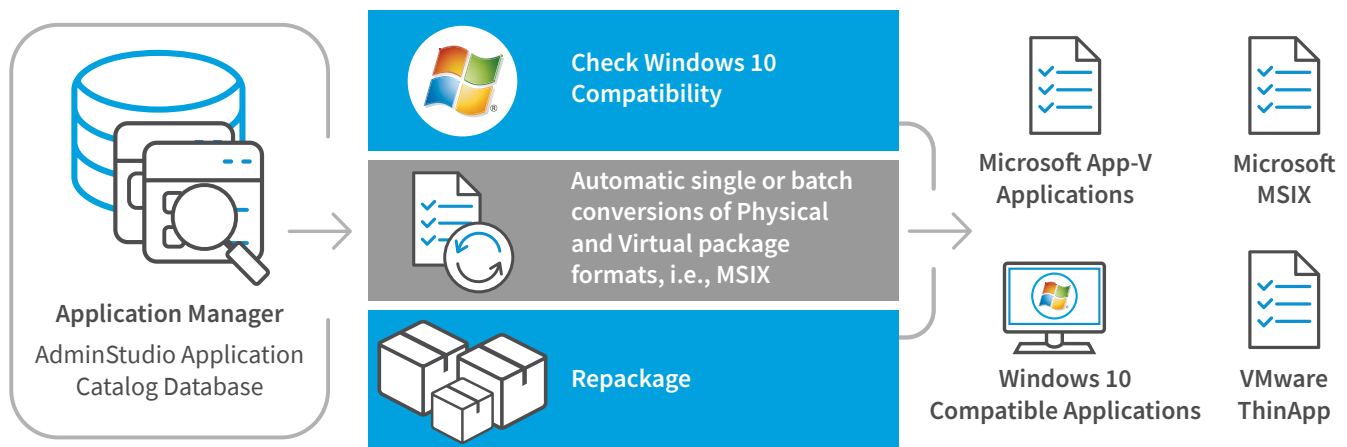 Application Manager
AdminStudio Application
Catalog Database
Check Windows 10
Compatibility
Automatic single or batch
conversions of Physical
and Virtual package
formats, i.e., MSIX
Repackage
Microsoft App-V
Applications
Microsoft
MSIX
Windows 10
Compatible Applications
VMware
ThinApp